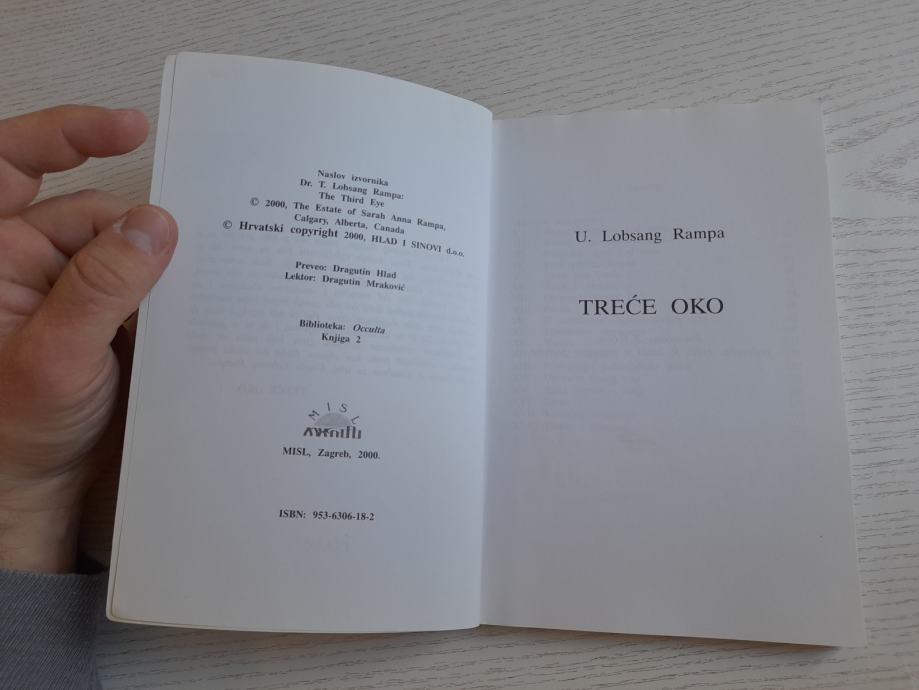 Naslov izvornika
Dr. T. Lobsang Rampa:
The Third Eye
© 2000, The Estate of Sarah Anna Rampa,
Calgary, Alberta, Canada
© Hrvatski copyright 2000, HLAD I SINOVI d.o.o.
Preveo: Dragutin Hlad
Lektor: Dragutin Mraković
Biblioteka: Occulta
Knjiga 2
MISL
MISL, Zagreb, 2000.
ISBN: 953-6306-18-2
U. Lobsang Rampa
TREĆE OKO